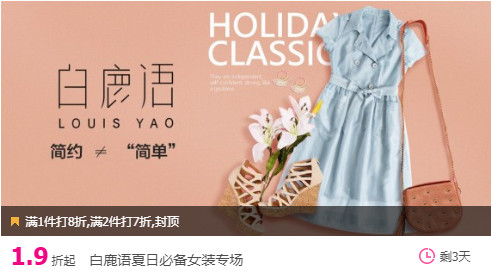 HOLIDAY
CLASSIC
白鹿语
LOUIS YAO
简约 ≠ “简单”
满1件打8折,满2件打7折,封顶
1.9折起 白鹿语夏日必备女装专场
剩3天